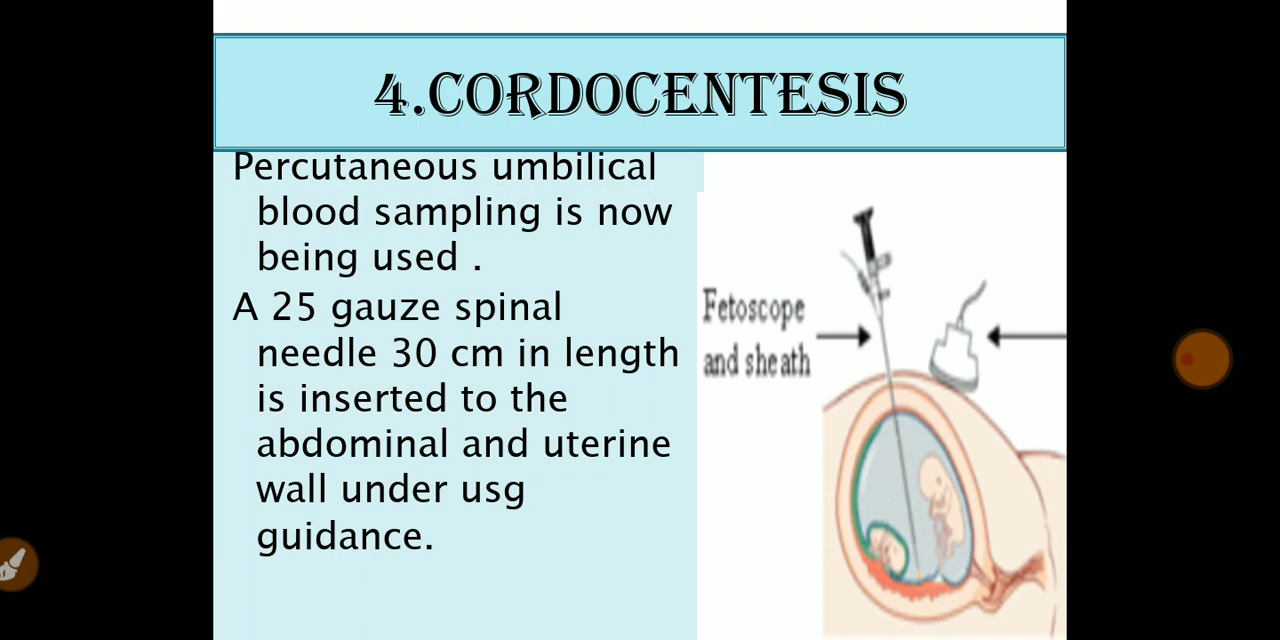 4.CORDOCENTESIS
Percutaneous umbilical
blood sampling is now
being used .
A 25 gauze spinal
needle 30 cm in length
is inserted to the
abdominal and uterine
wall under usg
guidance.
Fetoscope
and sheath